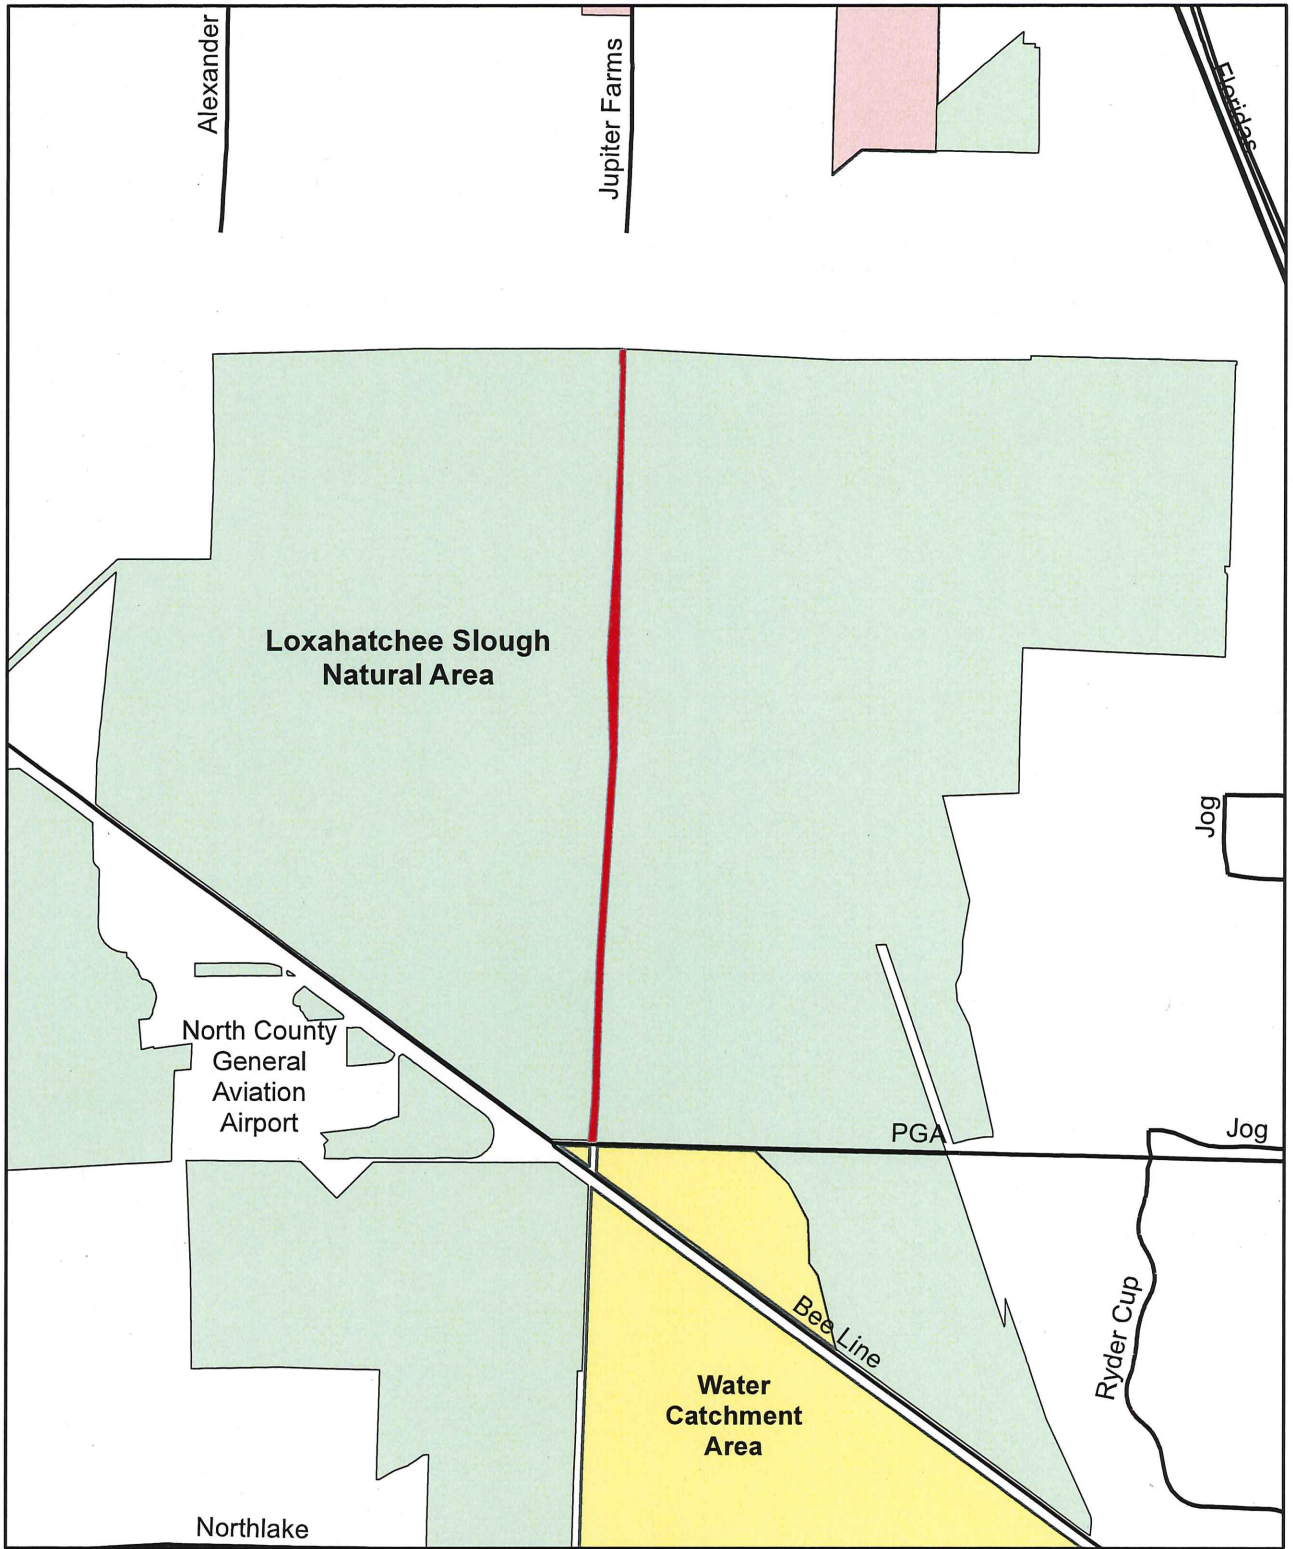 Alexander
Jupiter Farms
Floridas
Loxahatchee Slough
Natural Area
Jog
North County
General
Aviation
Airport
PGA
Jog
Bee Line
Ryder Cup
Water
Catchment
Area
Northlake